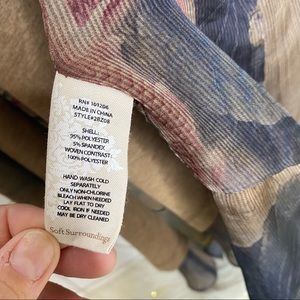 RN# 101206
MADE IN CHINA
STYLE#2BZ08
SHELL:
95% POLYESTER
5% SPANDEX
WOVEN CONTRAST:
100% POLYESTER
HAND WASH COLD
SEPARATELY
ONLY NON-CHLORINE
BLEACH WHEN NEEDED
LAY FLAT TO DRY
COOL IRON IF NEEDED
MAY BE DRY CLEANED
Soft Surroundings